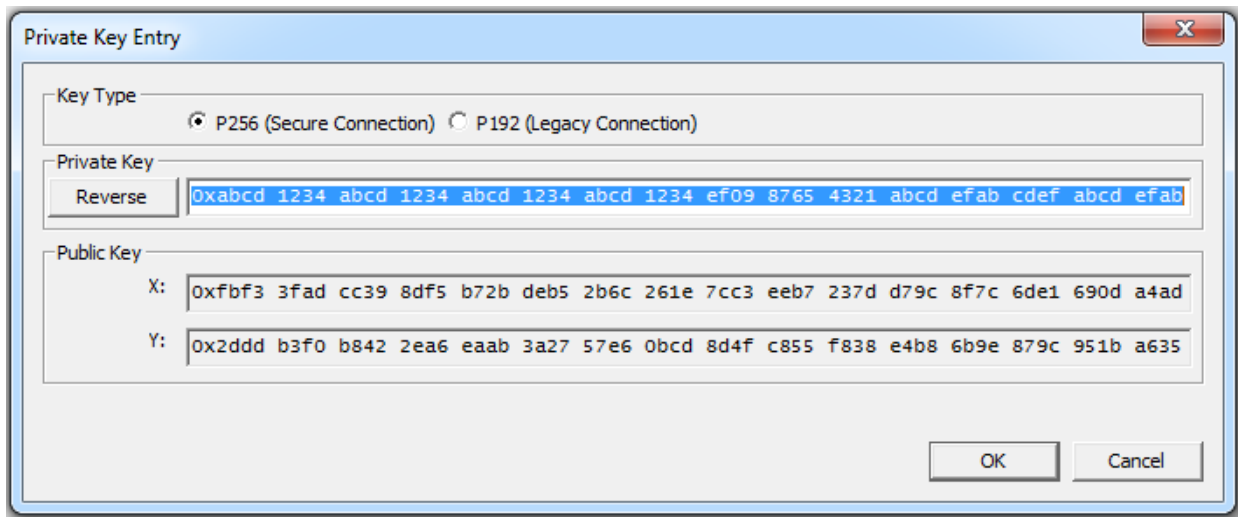 Private Key Entry
Key Type
P256 (Secure Connection) P192 (Legacy Connection)
Private Key
Reverse 0xabcd 1234 abcd 1234 abcd 1234 abcd 1234 ef09 8765 4321 abcd efab cdef abcd efab
Public Key
X: 0xfbf3 3fad cc39 8df5 b72b deb5 2b6c 261e 7cc3 eeb7 237d d79c 8f7c 6de1 690d a4ad
Y: 0x2ddd b3f0 b842 2ea6 eaab 3a27 57e6 0bcd 8d4f c855 f838 e4b8 6b9e 879c 951b a635
OK Cancel